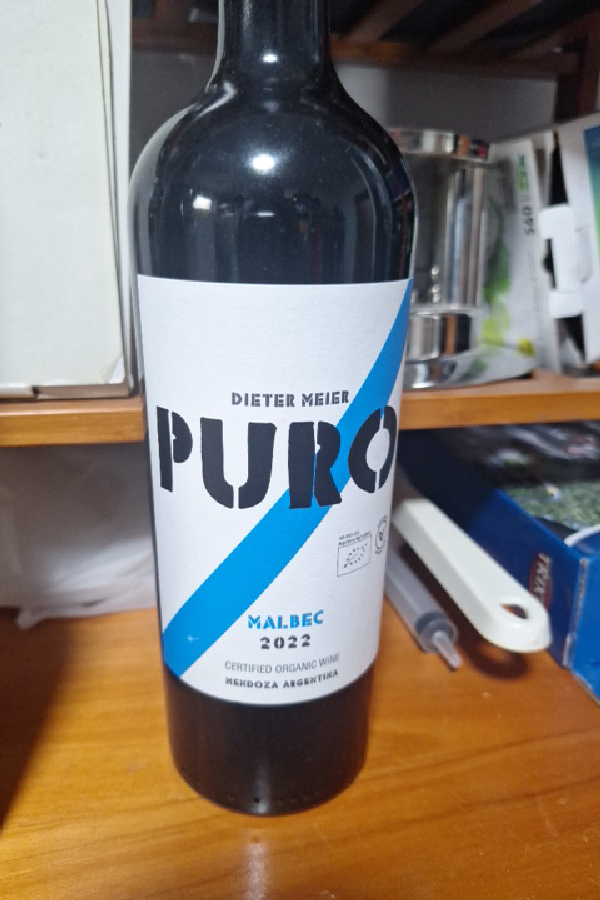 DIETER MEIER
PURO
MALBEC
2022
CERTIFIED ORGANIC WINE
MENDOZA ARGENTINA